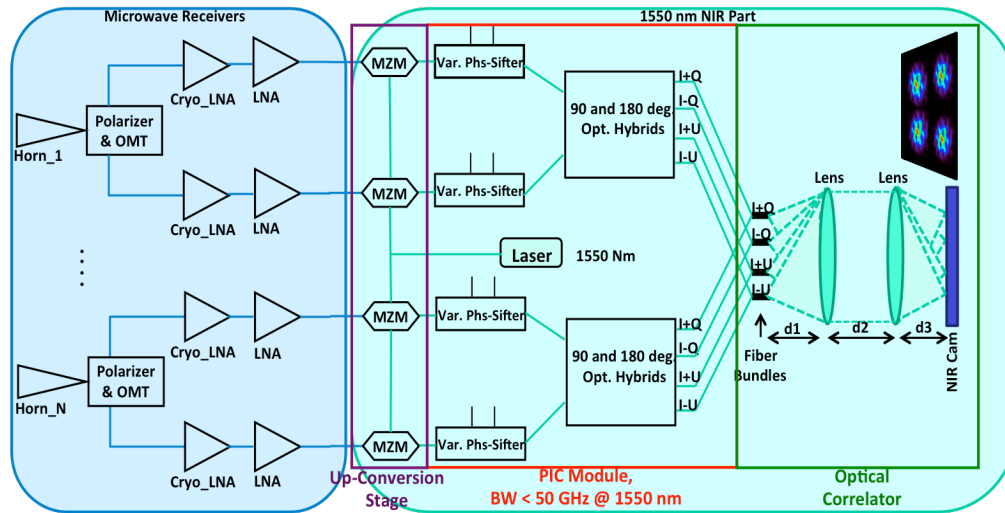 Microwave Receivers
1550 nm NIR Part
Cryo_LNA
LNA
MZM
Var. Phs-Sifter
Polarizer
& OMT
Horn_1
90 and 180 deg.
Opt. Hybrids
I+Q
I-Q
I+U
I-U
Cryo_LNA
LNA
MZM
Var. Phs-Sifter
Laser
1550 Nm
Lens
Lens
I+Q
I-Q
I+U
I-U
d1
d2
d3
Fiber
Bundles
NIR Cam
Cryo_LNA
LNA
MZM
Var. Phs-Sifter
Polarizer
& OMT
Horn_N
90 and 180 deg.
Opt. Hybrids
I+Q
I-Q
I+U
I-U
Cryo_LNA
LNA
MZM
Var. Phs-Sifter
Up-Conversion
Stage
PIC Module,
BW < 50 GHz @ 1550 nm
Optical
Correlator